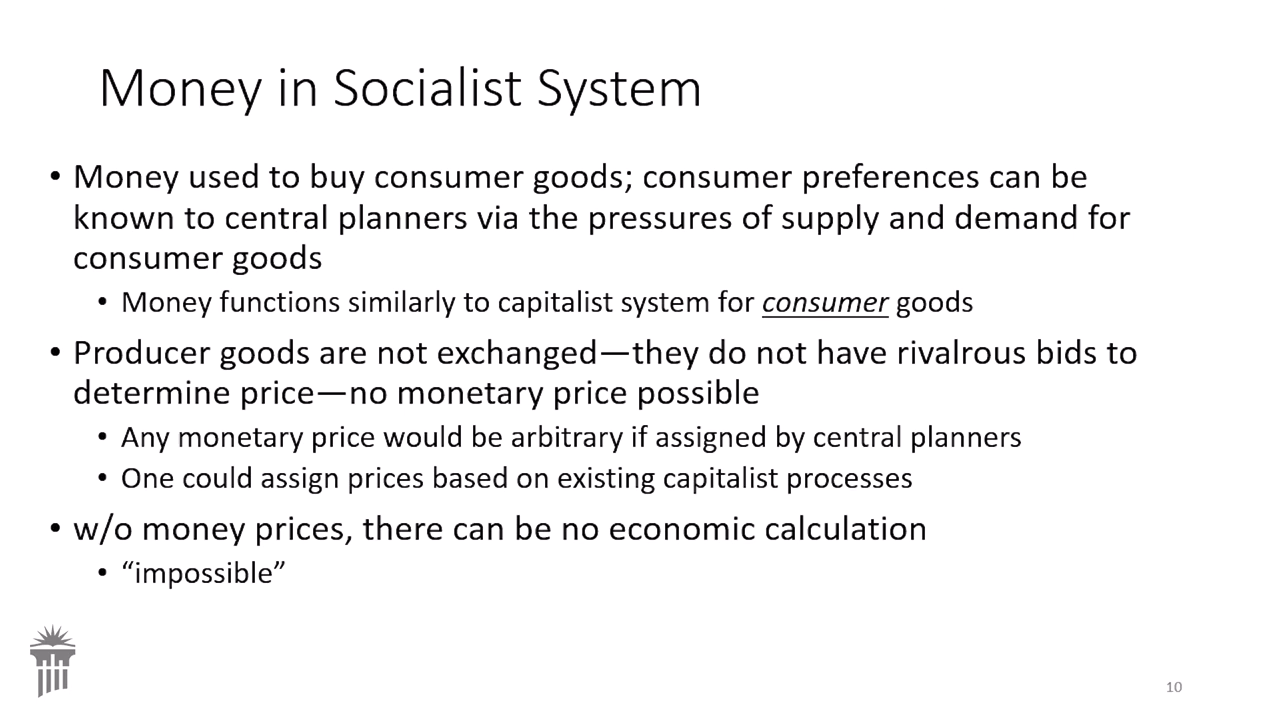 Money in Socialist System
• Money used to buy consumer goods; consumer preferences can be
known to central planners via the pressures of supply and demand for
consumer goods
• Money functions similarly to capitalist system for consumer goods
• Producer goods are not exchanged—they do not have rivalrous bids to
determine price—no monetary price possible
• Any monetary price would be arbitrary if assigned by central planners
• One could assign prices based on existing capitalist processes
• w/o money prices, there can be no economic calculation
• “impossible”
10